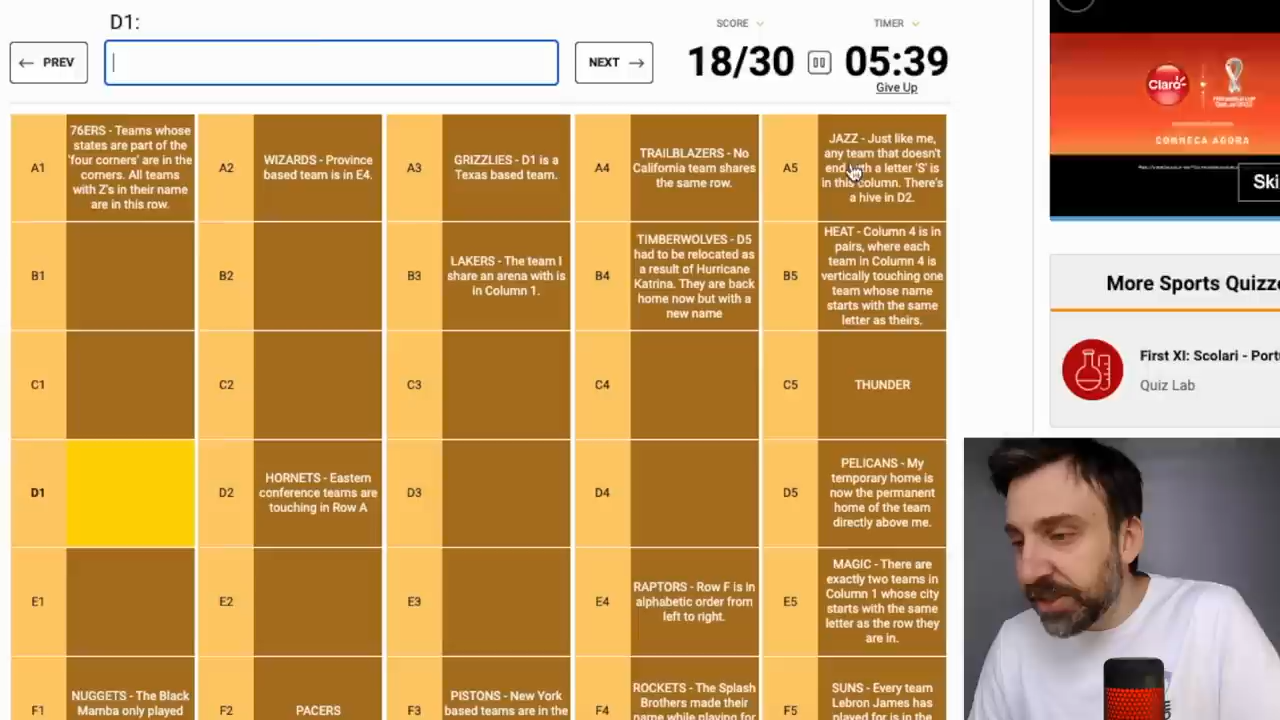 D1:
← PREV
NEXT →
SCORE
18/30
TIMER
05:39
Give Up
A1
76ERS - Teams whose
states are part of the
'four corners' are in the
corners. All teams
with Z's in their name
are in this row.
A2
WIZARDS - Province
based team is in E4.
A3
GRIZZLIES - D1 is a
Texas based team.
A4
TRAILBLAZERS - No
California team shares
the same row.
A5
JAZZ - Just like me,
any team that doesn't
end with a letter 'S' is
in this column. There's
a hive in D2.
B1
B2
B3
LAKERS - The team I
share an arena with is
in Column 1.
B4
TIMBERWOLVES - D5
had to be relocated as
a result of Hurricane
Katrina. They are back
home now but with a
new name
B5
HEAT - Column 4 is in
pairs, where each
team in Column 4 is
vertically touching one
team whose name
starts with the same
letter as theirs.
C1
C2
C3
C4
C5
THUNDER
D1
D2
HORNETS - Eastern
conference teams are
touching in Row A
D3
D4
D5
PELICANS - My
temporary home is
now the permanent
home of the team
directly above me.
E1
E2
E3
E4
RAPTORS - Row F is in
alphabetic order from
left to right.
E5
MAGIC - There are
exactly two teams in
Column 1 whose city
starts with the same
letter as the row they
are in.
F1
NUGGETS - The Black
Mamba only played
F2
PACERS
F3
PISTONS - New York
based teams are in the
F4
ROCKETS - The Splash
Brothers made their
name while playing for
F5
SUNS - Every team
Lebron James has
played for is in the
Claro
COMMECA AGORA
Ski
More Sports Quizze
First XI: Scolari - Port
Quiz Lab